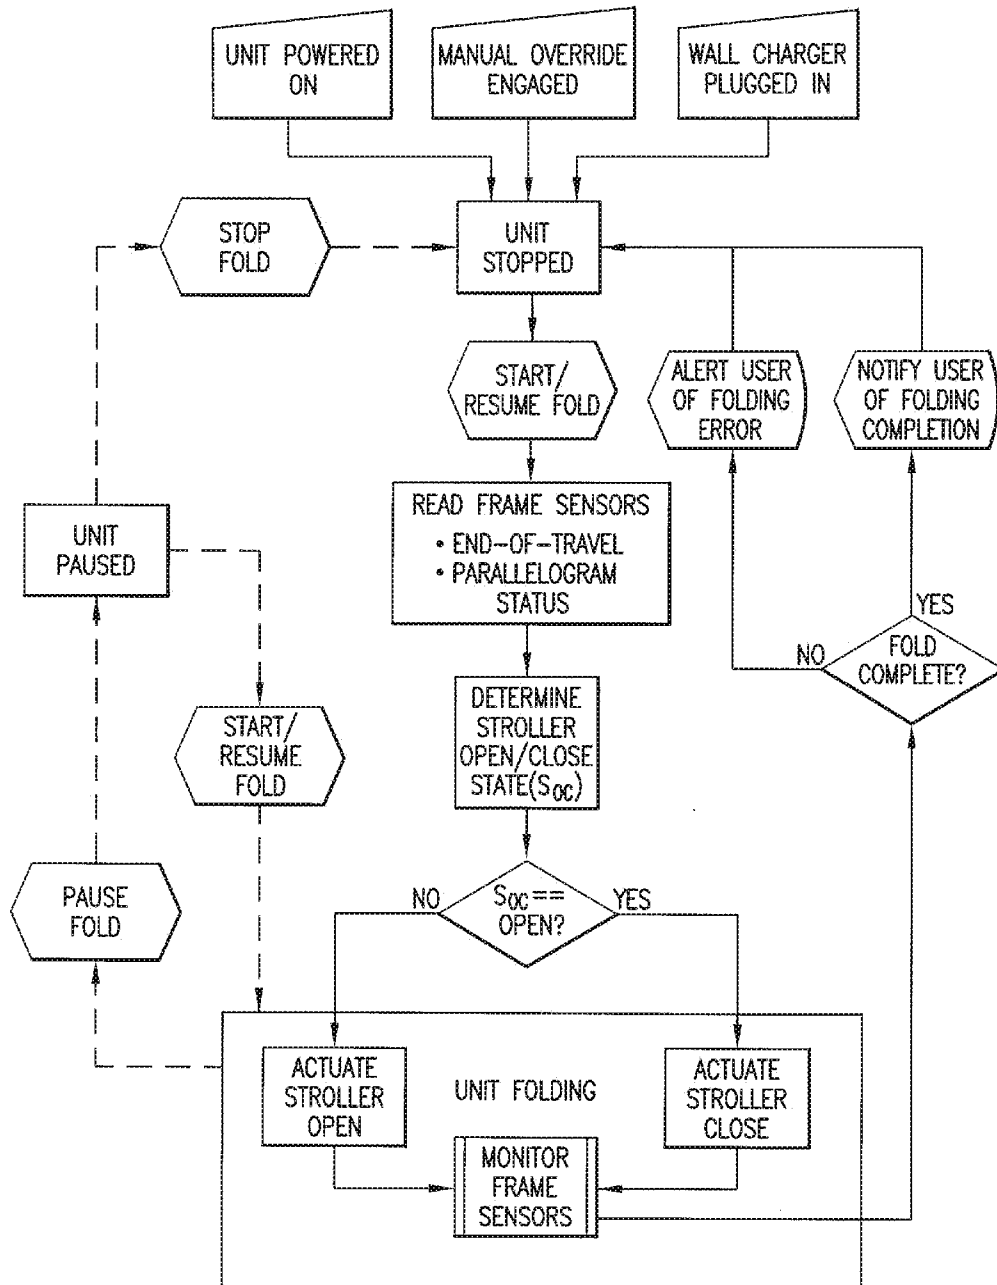 UNIT POWERED
ON
MANUAL OVERRIDE
ENGAGED
WALL CHARGER
PLUGGED IN
STOP
FOLD
UNIT
STOPPED
START/
RESUME FOLD
ALERT USER
OF FOLDING
ERROR
NOTIFY USER
OF FOLDING
COMPLETION
UNIT
PAUSED
READ FRAME SENSORS
• END-OF-TRAVEL
• PARALLELOGRAM
STATUS
YES
NO
FOLD
COMPLETE?
DETERMINE
STROLLER
OPEN/CLOSE
STATE(SOC)
START/
RESUME
FOLD
PAUSE
FOLD
NO
SOC==
OPEN?
YES
ACTUATE
STROLLER
OPEN
UNIT FOLDING
ACTUATE
STROLLER
CLOSE
MONITOR
FRAME
SENSORS